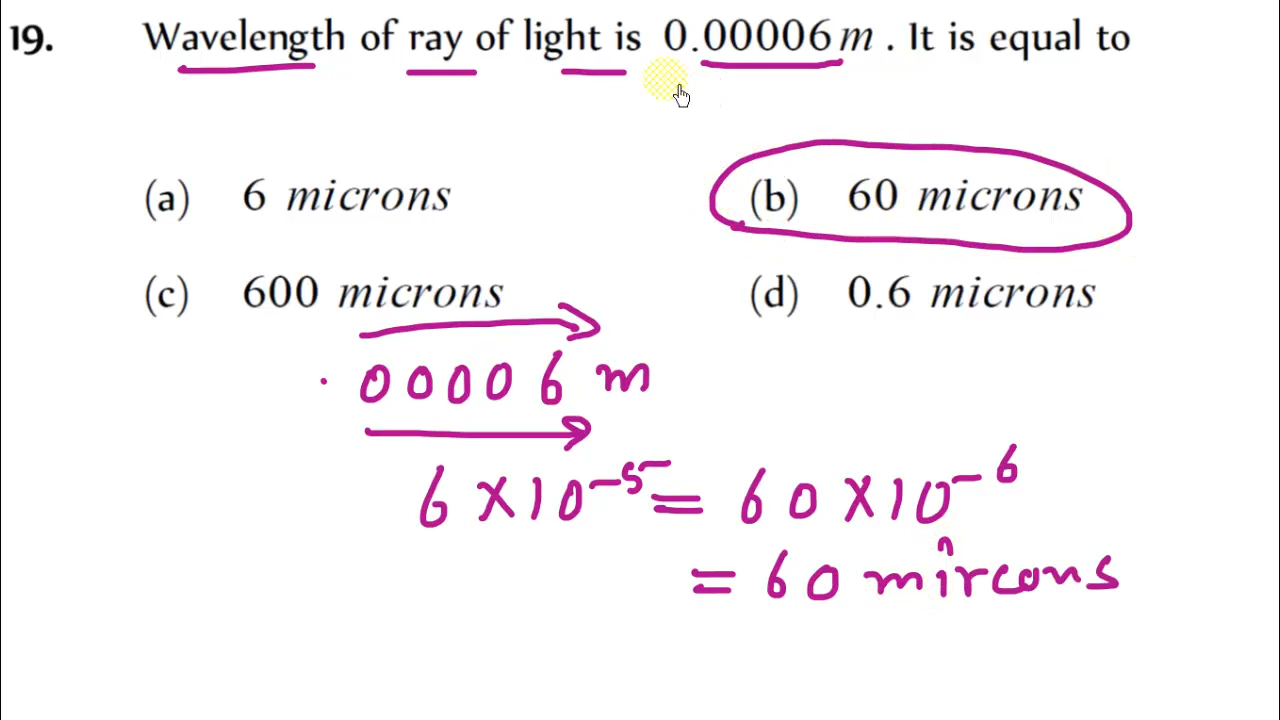 19. Wavelength of ray of light is 0.00006 m . It is equal to
(a) 6 microns (b) 60 microns
(c) 600 microns (d) 0.6 microns
. 00006 m
6 × 10⁻⁵ = 60 × 10⁻⁶
= 60 mircons